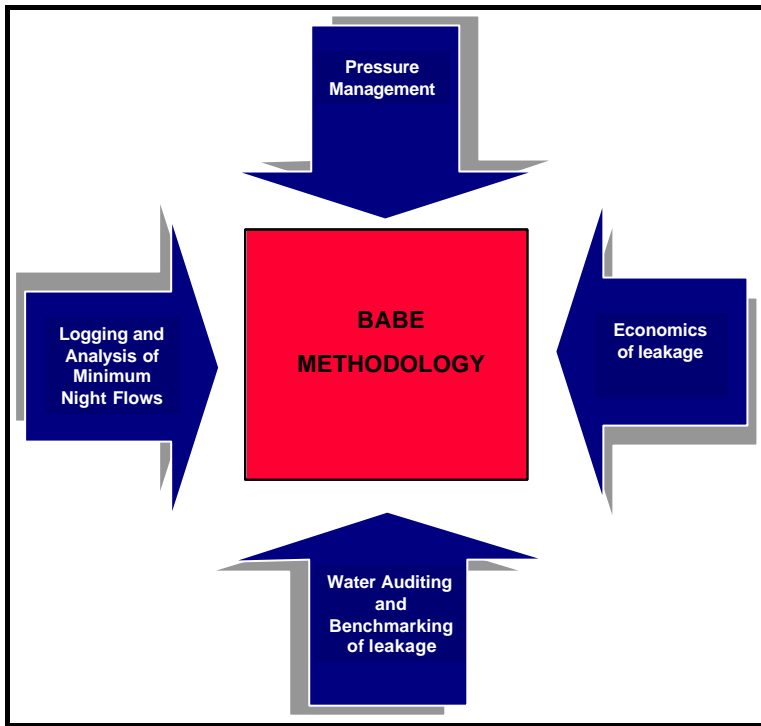 Pressure
Management
Logging and
Analysis of
Minimum
Night Flows
BABE
METHODOLOGY
Economics
of leakage
Water Auditing
and
Benchmarking
of leakage